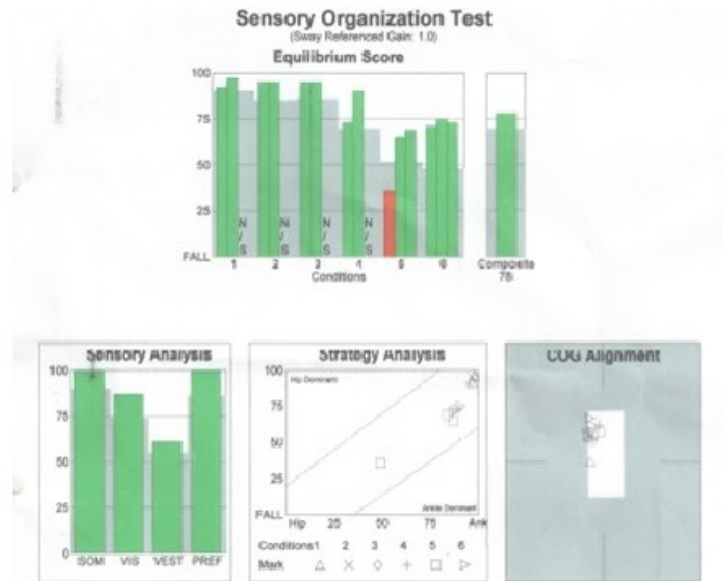 Sensory Organization Test
(Sway Referenced Gain: 1.0)
Equilibrium Score
100
75
50
25
FALL
N/S N/S N/S N/S
1 2 3 4 5 6
Conditions
Composite
78
Sensory Analysis
100
75
50
25
0
SOM VIS VEST PREF
Strategy Analysis
100
75
50
25
FALL
Hip Dominant
Ankle Dominant
Hip 25 50 75 Ank
Conditions 1 2 3 4 5 6
Mark △ × ◇ + □ ▷
COG Alignment